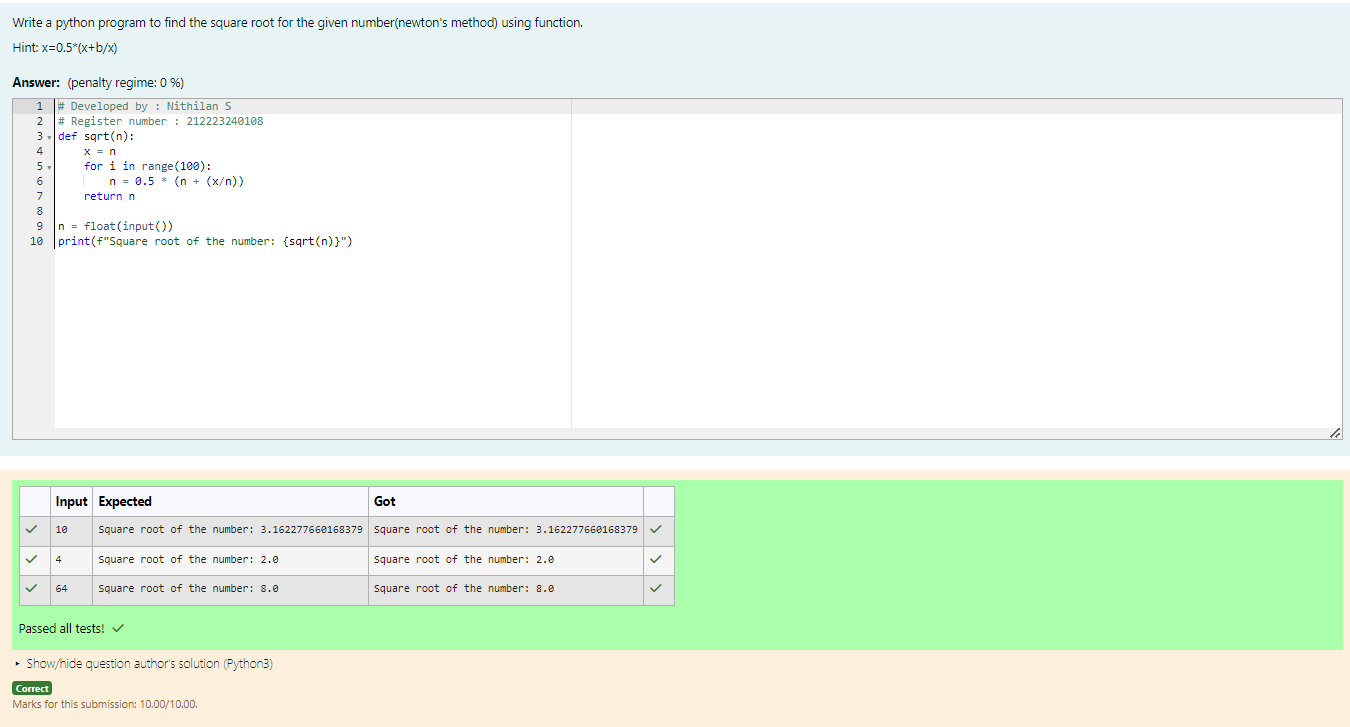 Write a python program to find the square root for the given number(newton's method) using function.
Hint: x=0.5*(x+b/x)
Answer: (penalty regime: 0 %)
1 # Developed by : Nithilan S
2 # Register number : 212223240108
3 def sqrt(n):
4 x = n
5 for i in range(100):
6 n = 0.5 * (n + (x/n))
7 return n
8
9 n = float(input())
10 print(f"Square root of the number: {sqrt(n)}")
Input Expected Got
10 Square root of the number: 3.162277660168379 Square root of the number: 3.162277660168379
4 Square root of the number: 2.0 Square root of the number: 2.0
64 Square root of the number: 8.0 Square root of the number: 8.0
Passed all tests!
Show/hide question author's solution (Python3)
Correct
Marks for this submission: 10.00/10.00.